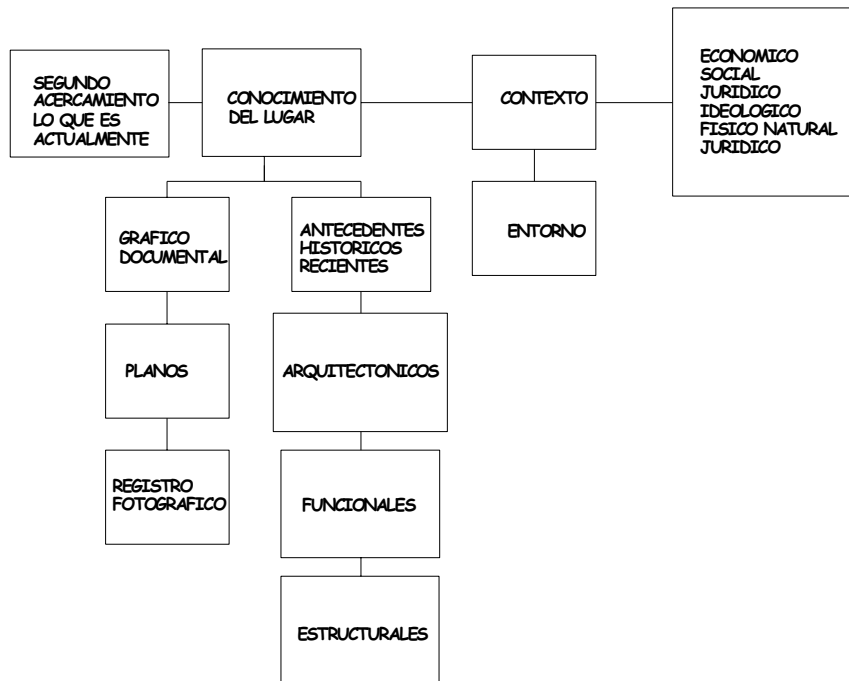 SEGUNDO
ACERCAMIENTO
LO QUE ES
ACTUALMENTE
CONOCIMIENTO
DEL LUGAR
CONTEXTO
ECONOMICO
SOCIAL
JURIDICO
IDEOLOGICO
FISICO NATURAL
JURIDICO
GRAFICO
DOCUMENTAL
ANTECEDENTES
HISTORICOS
RECIENTES
ENTORNO
PLANOS
ARQUITECTONICOS
REGISTRO
FOTOGRAFICO
FUNCIONALES
ESTRUCTURALES